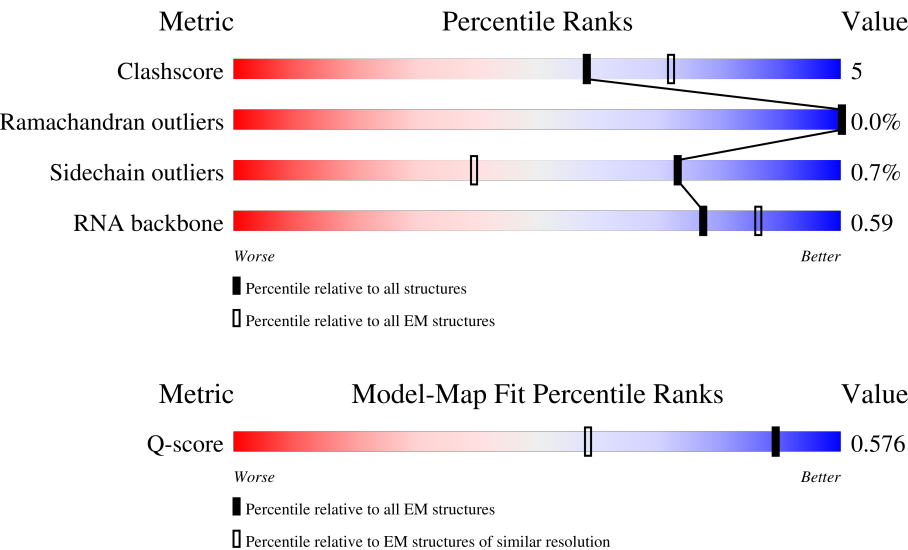 Metric Percentile Ranks Value
Clashscore 5
Ramachandran outliers 0.0%
Sidechain outliers 0.7%
RNA backbone 0.59
Worse Better
Percentile relative to all structures
Percentile relative to all EM structures
Metric Model-Map Fit Percentile Ranks Value
Q-score 0.576
Worse Better
Percentile relative to all EM structures
Percentile relative to EM structures of similar resolution